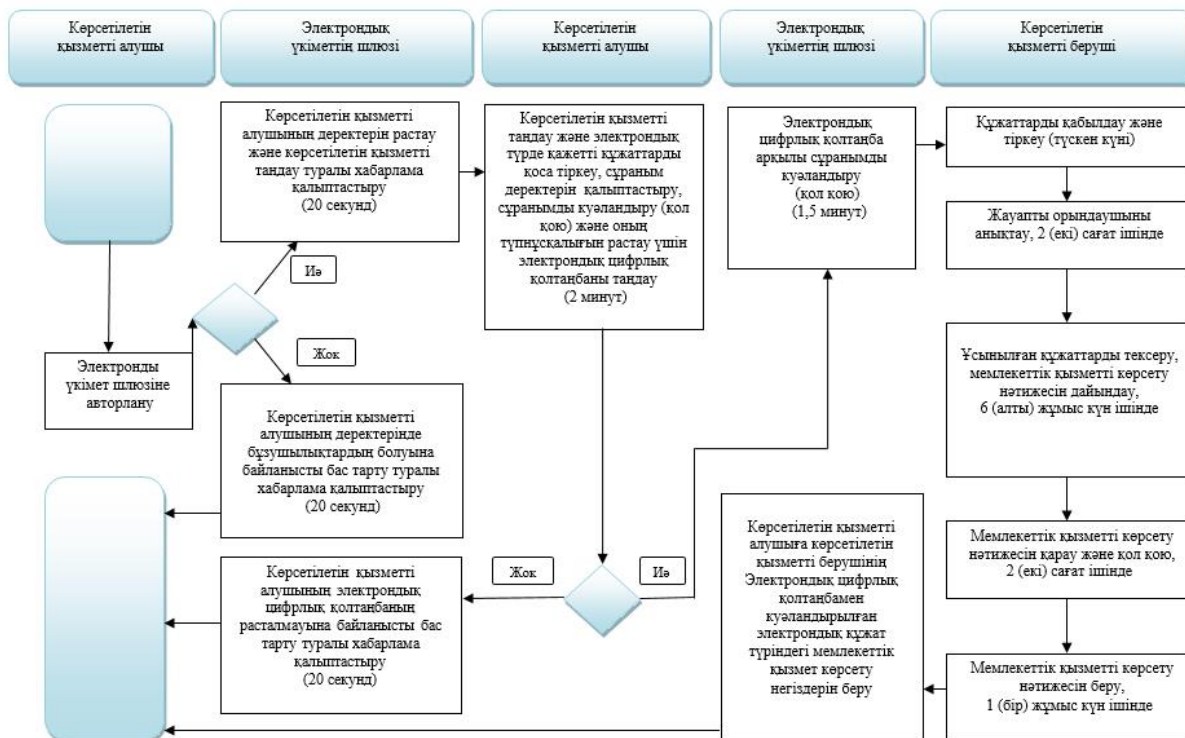 Көрсетілетін
қызметті алушы
Электрондық
үкіметтің шлюзі
Көрсетілетін
қызметті алушы
Электрондық
үкіметтің шлюзі
Көрсетілетін
қызметті беруші
Көрсетілетін қызметті
алушының деректерін растау
және көрсетілетін қызметті
таңдау туралы хабарлама
қалыптастыру
(20 секунд)
Көрсетілетін қызметті
таңдау және электрондық
түрде қажетті құжаттарды
қоса тіркеу, сұраным
деректерін қалыптастыру,
сұранымды куәландыру (қол
қою) және оның
түпнұсқалығын растау үшін
электрондық цифрлық
қолтаңбаны таңдау
(2 минут)
Электрондық
цифрлық қолтаңба
арқылы сұранымды
куәландыру
(қол қою)
(1,5 минут)
Құжаттарды қабылдау және
тіркеу (түскен күні)
Жауапты орындаушыны
анықтау, 2 (екі) сағат ішінде
Иә
Жок
Электронды
үкімет шлюзіне
авторлану
Ұсынылған құжаттарды тексеру,
мемлекеттік қызметті көрсету
нәтижесін дайындау,
6 (алты) жұмыс күн ішінде
Көрсетілетін қызметті
алушының деректерінде
бұзушылықтардың болуына
байланысты бас тарту туралы
хабарлама қалыптастыру
(20 секунд)
Көрсетілетін қызметті
алушыға көрсетілетін
қызметті берушінің
Электрондық цифрлық
қолтаңбамен
куәландырылған
электрондық құжат
түріндегі мемлекеттік
қызмет көрсету
негіздерін беру
Мемлекеттік қызметті көрсету
нәтижесін қарау және қол қою,
2 (екі) сағат ішінде
Жок
Иә
Көрсетілетін қызметті
алушының электрондық
цифрлық қолтаңбаның
расталмауына байланысты бас
тарту туралы хабарлама
қалыптастыру
(20 секунд)
Мемлекеттік қызметті көрсету
нәтижесін беру,
1 (бір) жұмыс күн ішінде